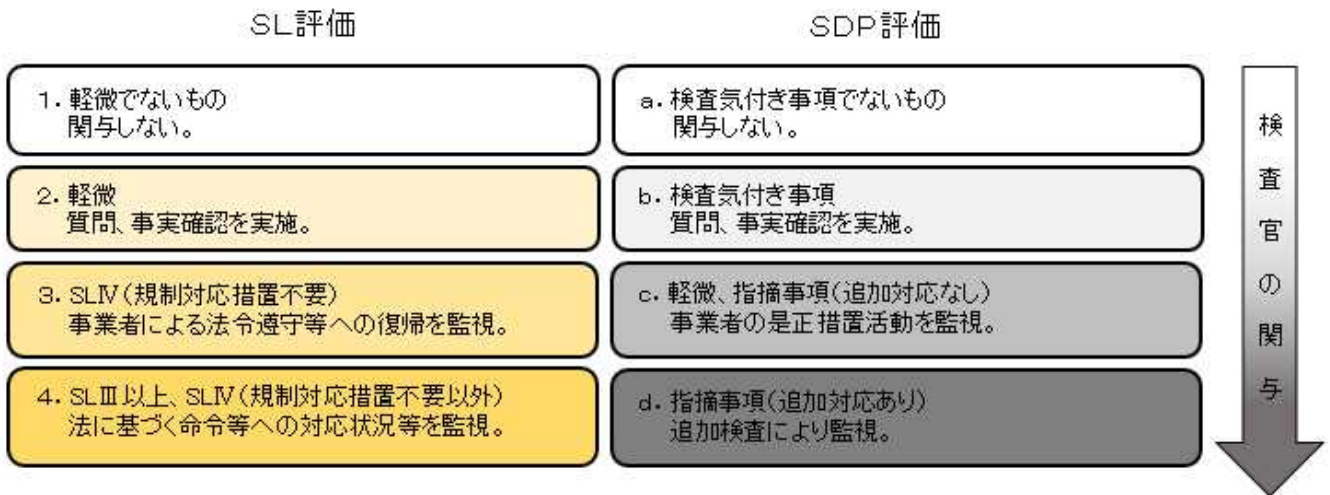 SL評価
1. 軽微でないもの
関与しない。
2. 軽微
質問、事実確認を実施。
3. SLⅣ(規制対応措置不要)
事業者による法令遵守等への復帰を監視。
4. SLⅢ以上、SLⅣ(規制対応措置不要以外)
法に基づく命令等への対応状況等を監視。
SDP評価
a. 検査気付き事項でないもの
関与しない。
b. 検査気付き事項
質問、事実確認を実施。
c. 軽微、指摘事項(追加対応なし)
事業者の是正措置活動を監視。
d. 指摘事項(追加対応あり)
追加検査により監視。
検査官の関与